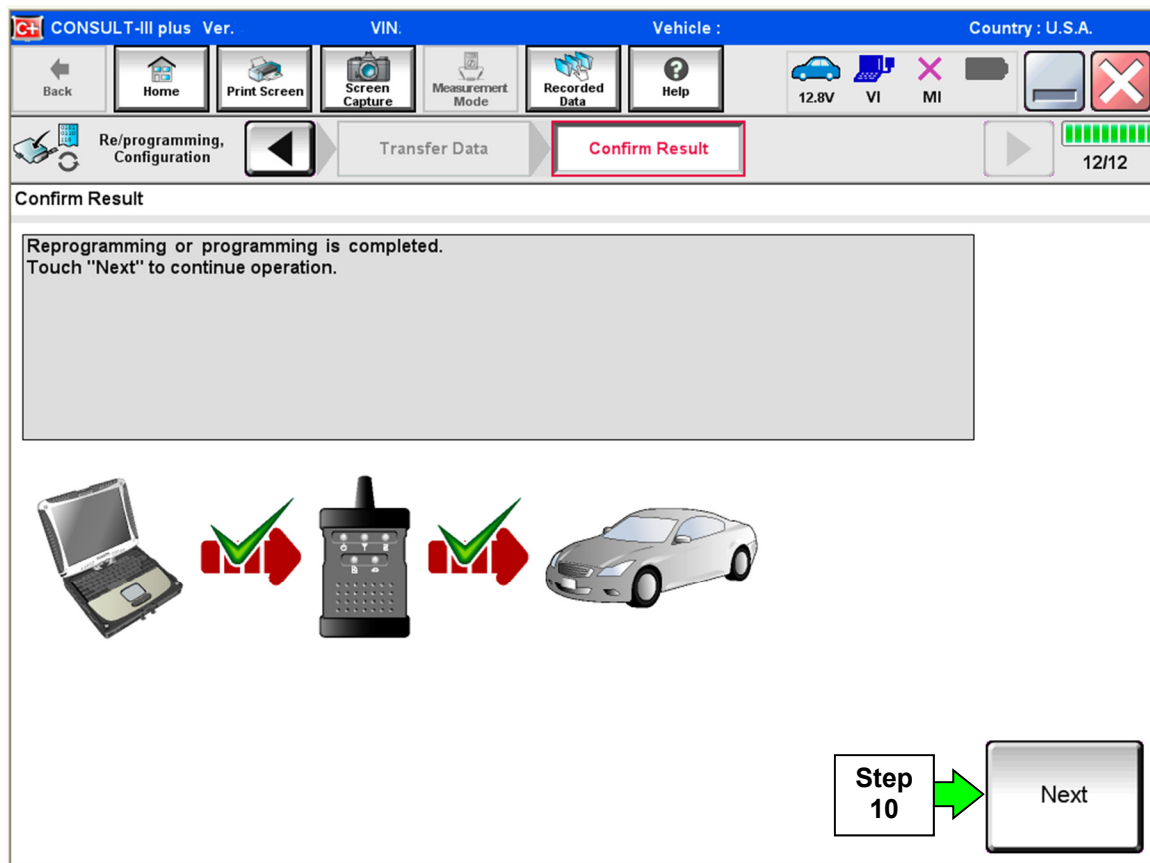 C+ CONSULT-III plus Ver. VIN: Vehicle : Country : U.S.A.
Back
Home
Print Screen
Screen
Capture
Measurement
Mode
Recorded
Data
Help
12.8V
VI
MI
Re/programming,
Configuration
Transfer Data
Confirm Result
12/12
Confirm Result
Reprogramming or programming is completed.
Touch "Next" to continue operation.
Step
10
Next